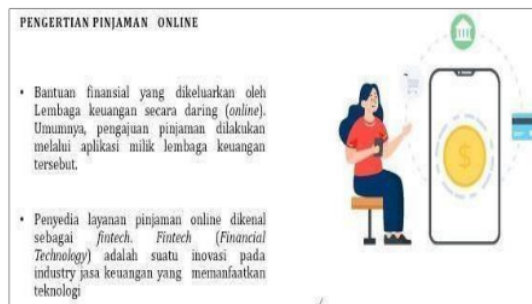 PENGERTIAN PINJAMAN ONLINE
• Bantuan finansial yang dikeluarkan oleh
Lembaga keuangan secara daring (online).
Umumnya, pengajuan pinjaman dilakukan
melalui aplikasi milik lembaga keuangan
tersebut.
• Penyedia layanan pinjaman online dikenal
sebagai fintech. Fintech (Financial
Technology) adalah suatu inovasi pada
industry jasa keuangan yang memanfaatkan
teknologi
$